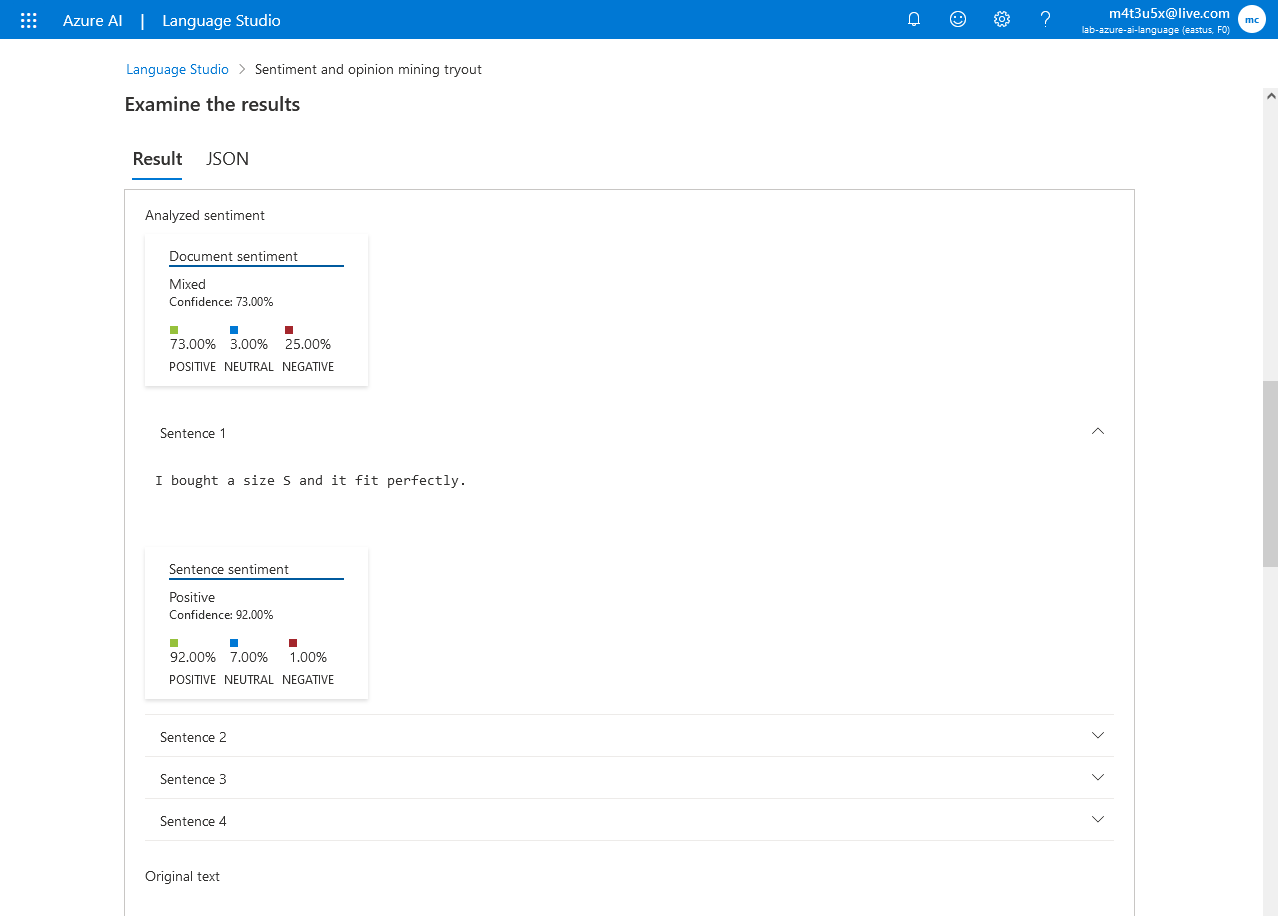 Azure AI | Language Studio
m4t3u5x@live.com
lab-azure-ai-language (eastus, F0)
mc
Language Studio > Sentiment and opinion mining tryout
Examine the results
Result JSON
Analyzed sentiment
Document sentiment
Mixed
Confidence: 73.00%
73.00% 3.00% 25.00%
POSITIVE NEUTRAL NEGATIVE
Sentence 1
I bought a size S and it fit perfectly.
Sentence sentiment
Positive
Confidence: 92.00%
92.00% 7.00% 1.00%
POSITIVE NEUTRAL NEGATIVE
Sentence 2
Sentence 3
Sentence 4
Original text